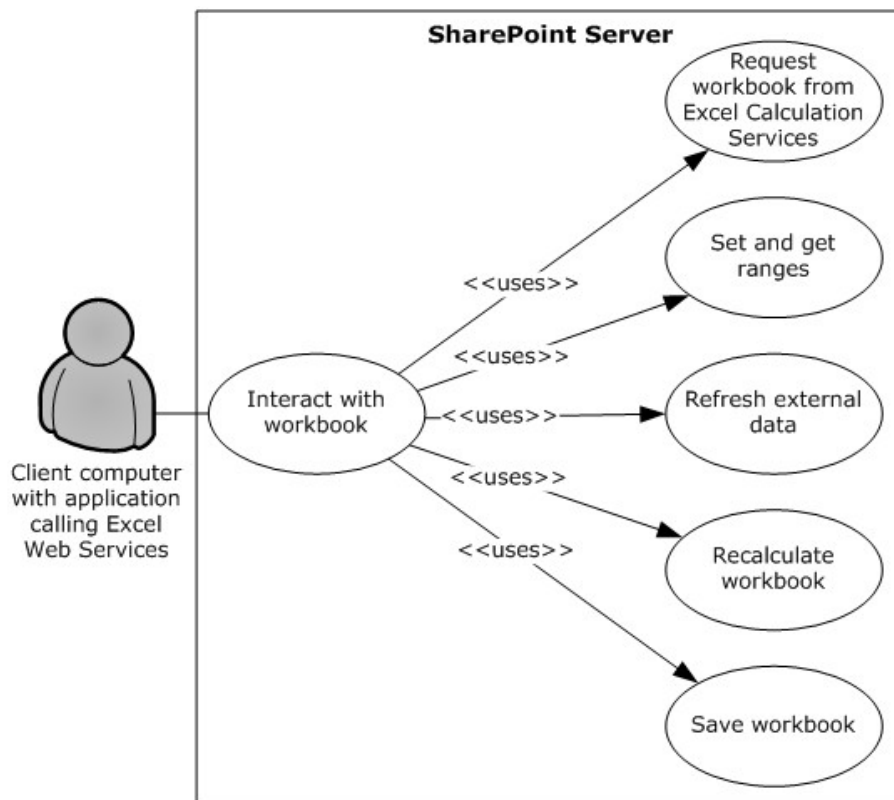 SharePoint Server
Request
workbook from
Excel Calculation
Services
Set and get
ranges
<<uses>>
<<uses>>
Interact with
workbook
<<uses>>
Refresh external
data
<<uses>>
<<uses>>
Client computer
with application
calling Excel
Web Services
Recalculate
workbook
Save workbook